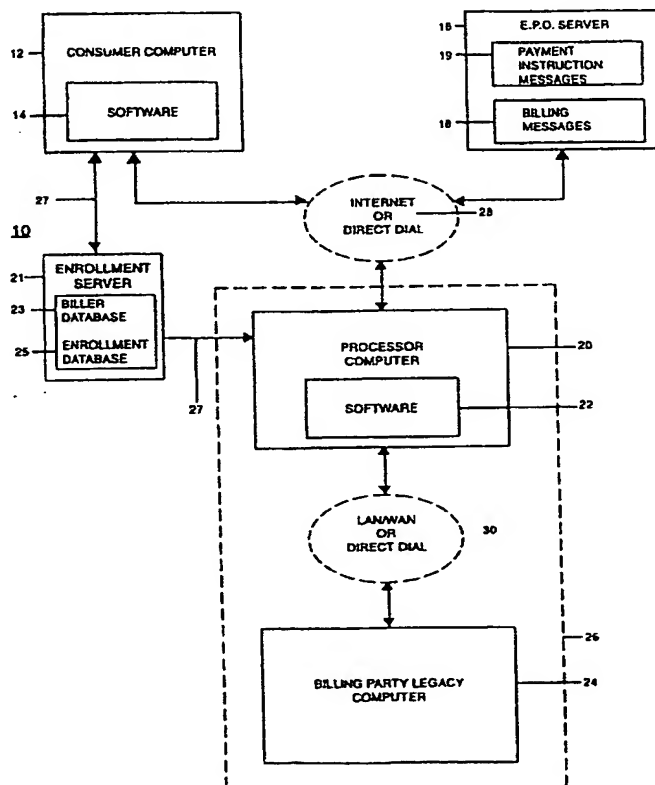 12
CONSUMER COMPUTER
14
SOFTWARE
E.P.O. SERVER
19
PAYMENT
INSTRUCTION
MESSAGES
18
BILLING
MESSAGES
27
10
INTERNET
OR
DIRECT DIAL
28
21
ENROLLMENT
SERVER
23
BILLER
DATABASE
25
ENROLLMENT
DATABASE
27
PROCESSOR
COMPUTER
20
SOFTWARE
22
LAN/WAN
OR
DIRECT DIAL
30
BILLING PARTY LEGACY
COMPUTER
26
24